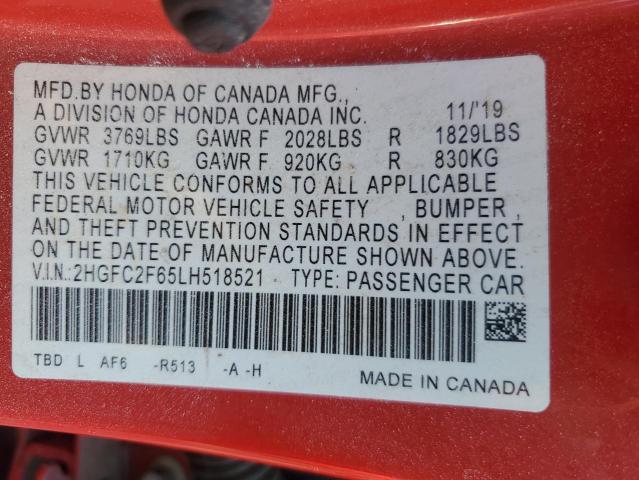 MFD.BY HONDA OF CANADA MFG.,
A DIVISION OF HONDA CANADA INC. 11/'19
GVWR 3769LBS GAWR F 2028LBS R 1829LBS
GVWR 1710KG GAWR F 920KG R 830KG
THIS VEHICLE CONFORMS TO ALL APPLICABLE
FEDERAL MOTOR VEHICLE SAFETY , BUMPER ,
AND THEFT PREVENTION STANDARDS IN EFFECT
ON THE DATE OF MANUFACTURE SHOWN ABOVE.
V.I.N.:2HGFC2F65LH518521 TYPE: PASSENGER CAR
TBD L AF6 -R513 -A -H
MADE IN CANADA